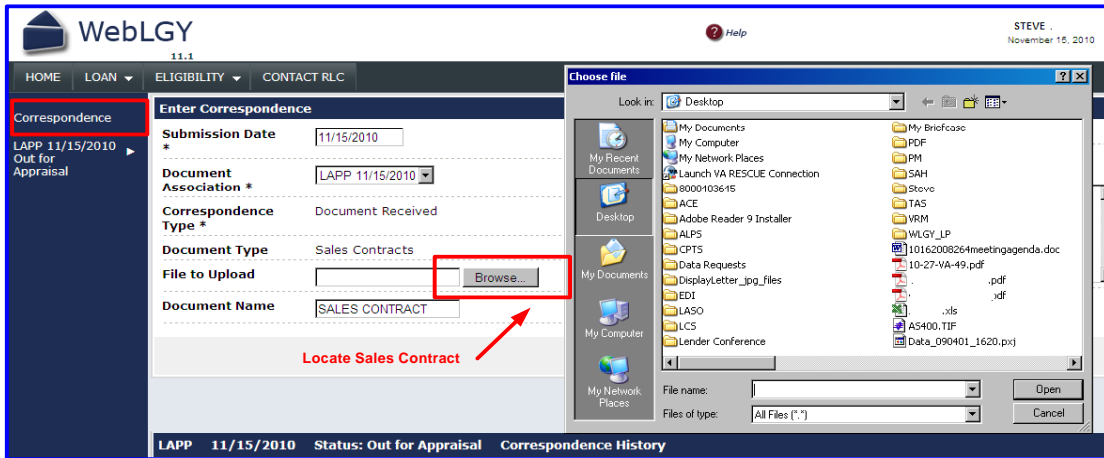 WebLGY
11.1
Help
STEVE .
November 15, 2010
HOME LOAN ELIGIBILITY CONTACT RLC
Correspondence
LAPP 11/15/2010
Out for
Appraisal
Enter Correspondence
Submission Date
*
11/15/2010
Document
Association *
LAPP 11/15/2010
Correspondence
Type *
Document Received
Document Type
Sales Contracts
File to Upload
Browse...
Document Name
SALES CONTRACT
Locate Sales Contract
Choose file
Look in:
Desktop
My Recent
Documents
Desktop
My Documents
My Computer
My Network
Places
My Documents
My Computer
My Network Places
Launch VA RESCUE Connection
8000103645
ACE
Adobe Reader 9 Installer
ALPS
CPTS
Data Requests
DisplayLetter_jpg_files
EDI
LASO
LCS
Lender Conference
My Briefcase
PDF
PM
SAH
Steve
TAS
VRM
WLGY_LP
10162008264meetingagenda.doc
10-27-VA-49.pdf
.pdf
.xls
AS400.TIF
Data_090401_1620.pxj
File name:
Open
Files of type:
All Files (*.*)
Cancel
LAPP 11/15/2010 Status: Out for Appraisal Correspondence History